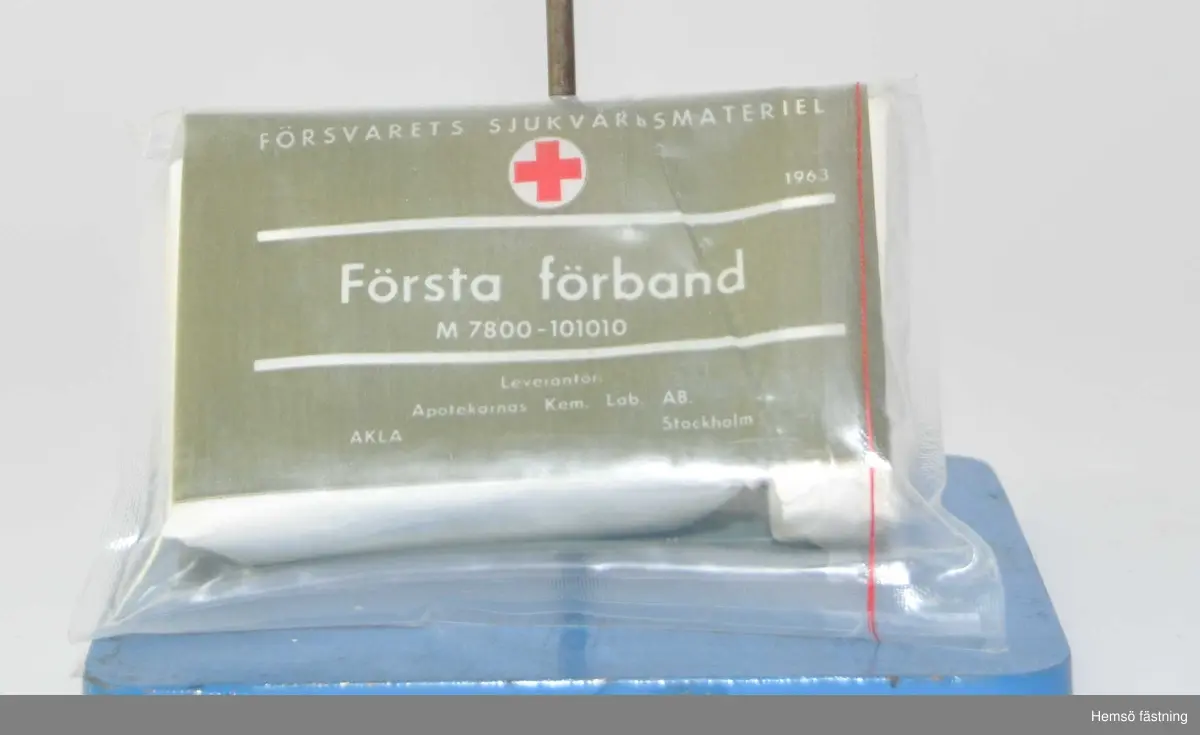 FÖRSVARETS SJUKVÅRDSMATERIEL
1963
Första förband
M 7800-101010
Leverantör:
Apotekarnas Kem. Lab. AB.
AKLA Stockholm
Hemsö fästning